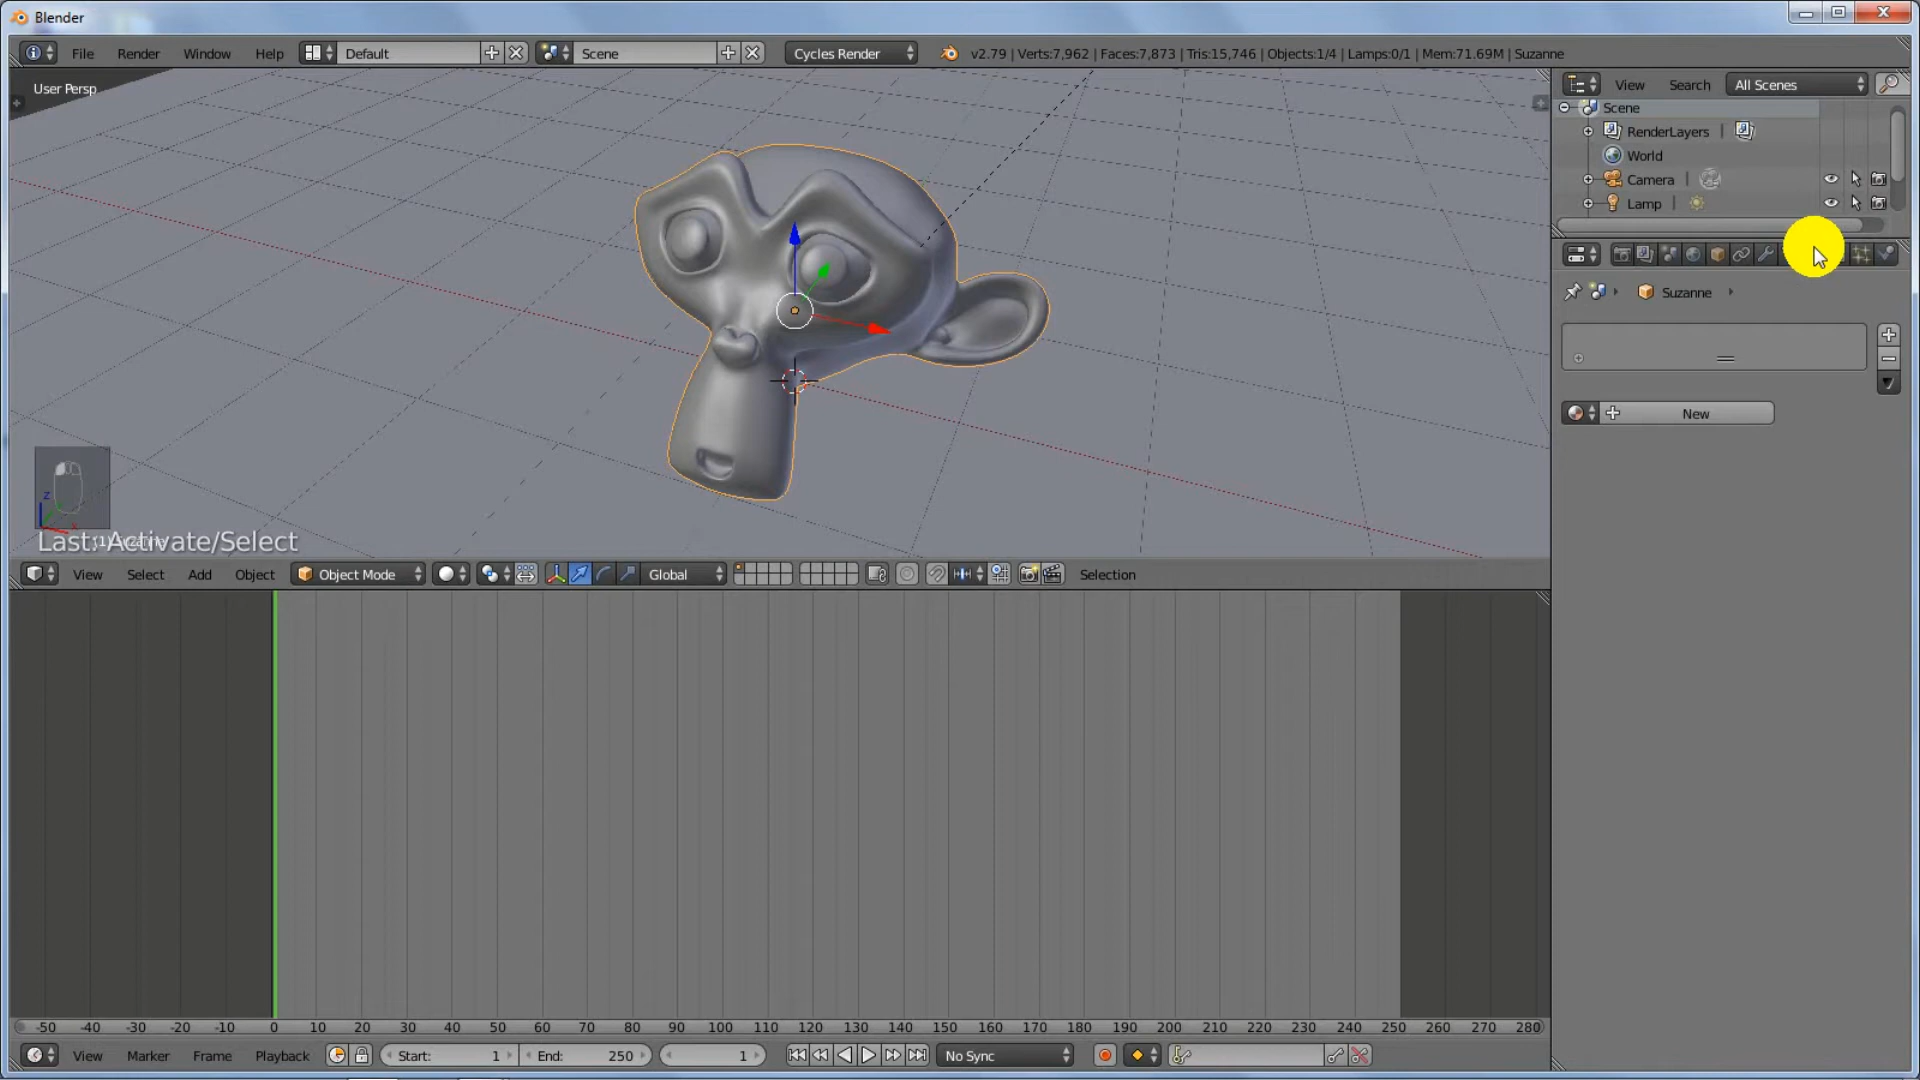 Blender
File Render Window Help Default Scene Cycles Render v2.79 | Verts:7,962 | Faces:7,873 | Tris:15,746 | Objects:1/4 | Lamps:0/1 | Mem:71.69M | Suzanne
User Persp
View Search All Scenes
Scene
RenderLayers
World
Camera
Lamp
Suzanne
New
z
x
Last: Activate/Select
View Select Add Object Object Mode Global Selection
-50 -40 -30 -20 -10 0 10 20 30 40 50 60 70 80 90 100 110 120 130 140 150 160 170 180 190 200 210 220 230 240 250 260 270 280
View Marker Frame Playback Start: 1 End: 250 1 No Sync